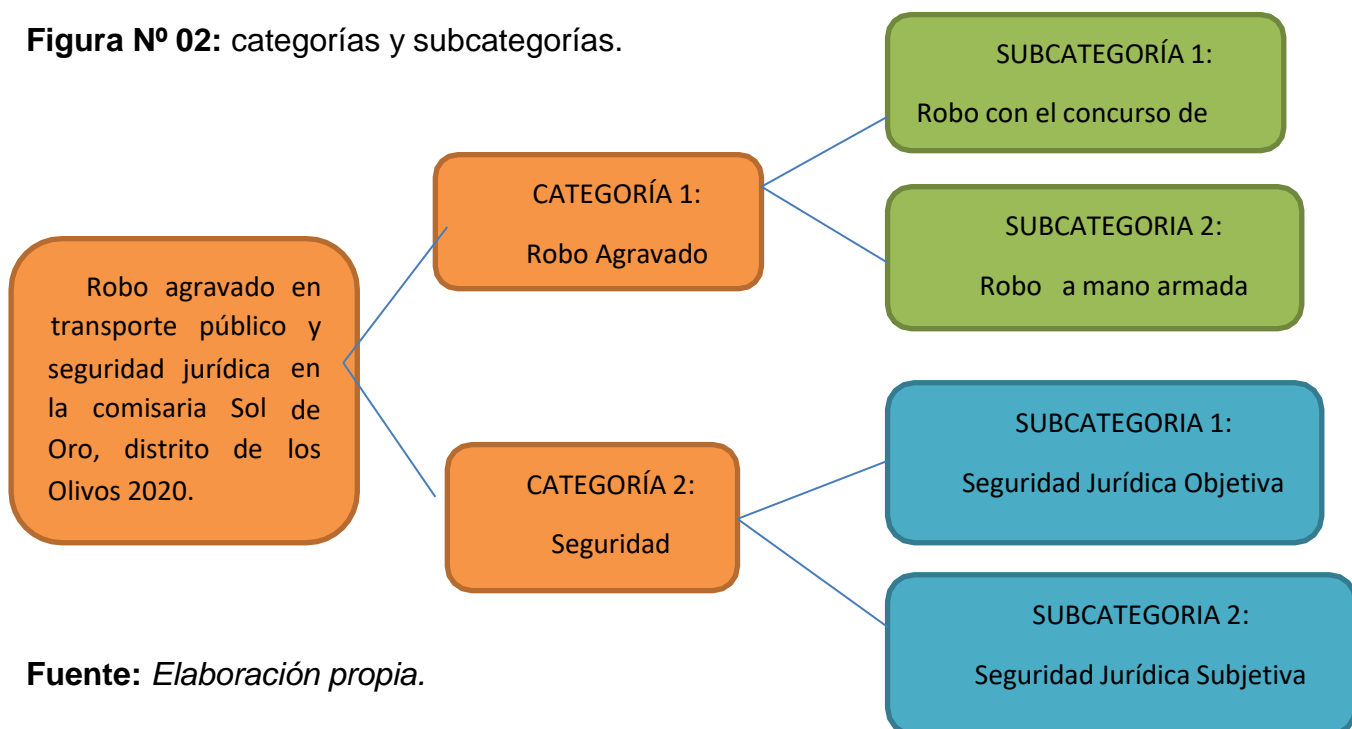 Figura Nº 02: categorías y subcategorías.
Robo agravado en
transporte público y
seguridad jurídica en
la comisaria Sol de
Oro, distrito de los
Olivos 2020.
CATEGORÍA 1:
Robo Agravado
SUBCATEGORÍA 1:
Robo con el concurso de
SUBCATEGORIA 2:
Robo a mano armada
CATEGORÍA 2:
Seguridad
SUBCATEGORIA 1:
Seguridad Jurídica Objetiva
SUBCATEGORIA 2:
Seguridad Jurídica Subjetiva
Fuente: Elaboración propia.